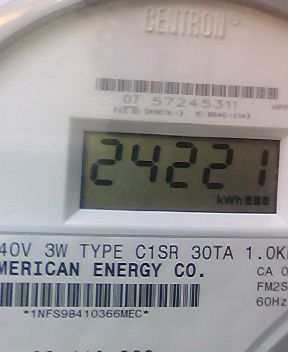 CENTRON®
07 57245311
24221
kWh
40V 3W TYPE C1SR 30TA 1.0K
MERICAN ENERGY CO.
CA 0
FM2S
60Hz
*1NFS98410366MEC*